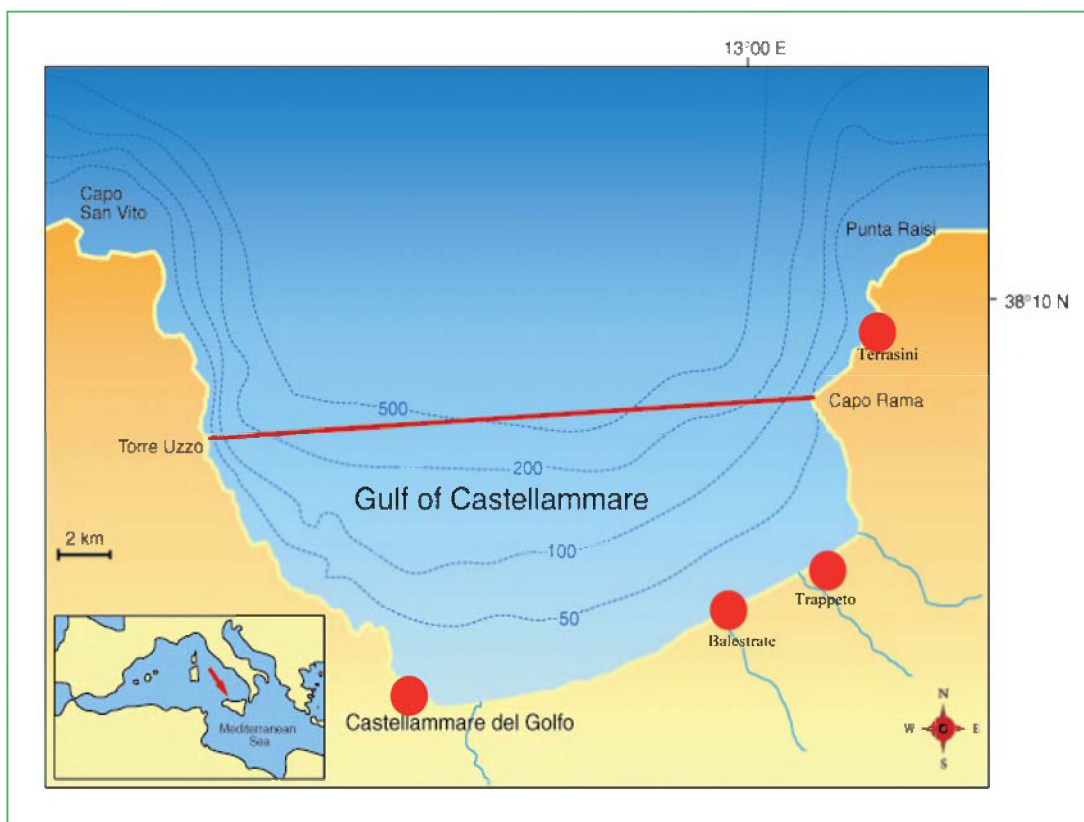 13°00 E
Capo
San Vito
Punta Raisi
38°10 N
Terrasini
500
Capo Rama
Torre Uzzo
200
Gulf of Castellammare
2 km
100
Trappeto
50
Balestrate
Castellammare del Golfo
Mediterranean
Sea
N
W
E
S